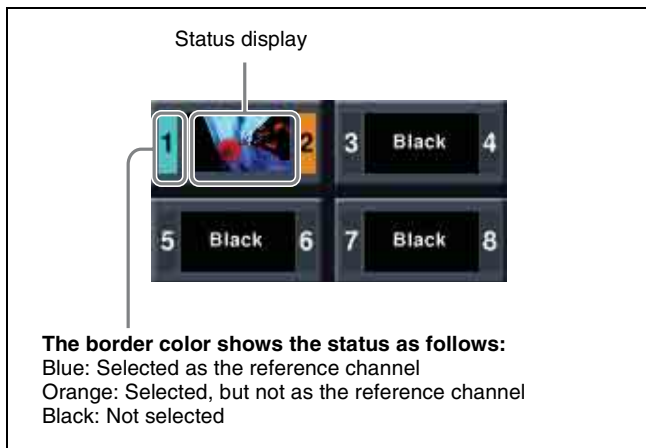 Status display
1 2 3 Black 4
5 Black 6 7 Black 8
The border color shows the status as follows:
Blue: Selected as the reference channel
Orange: Selected, but not as the reference channel
Black: Not selected